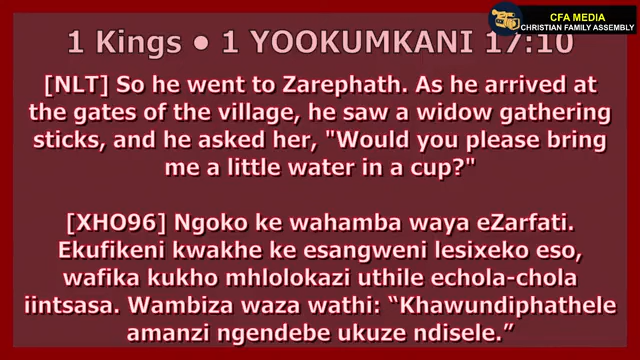 CFA MEDIA
CHRISTIAN FAMILY ASSEMBLY
1 Kings ● 1 YOOKUMKANI 17:10
[NLT] So he went to Zarephath. As he arrived at
the gates of the village, he saw a widow gathering
sticks, and he asked her, "Would you please bring
me a little water in a cup?"
[XHO96] Ngoko ke wahamba waya eZarfati.
Ekufikeni kwakhe ke esangweni lesixeko eso,
wafika kukho mhlolokazi uthile echola-chola
iintsasa. Wambiza waza wathi: “Khawundiphathele
amanzi ngendebe ukuze ndisele.”